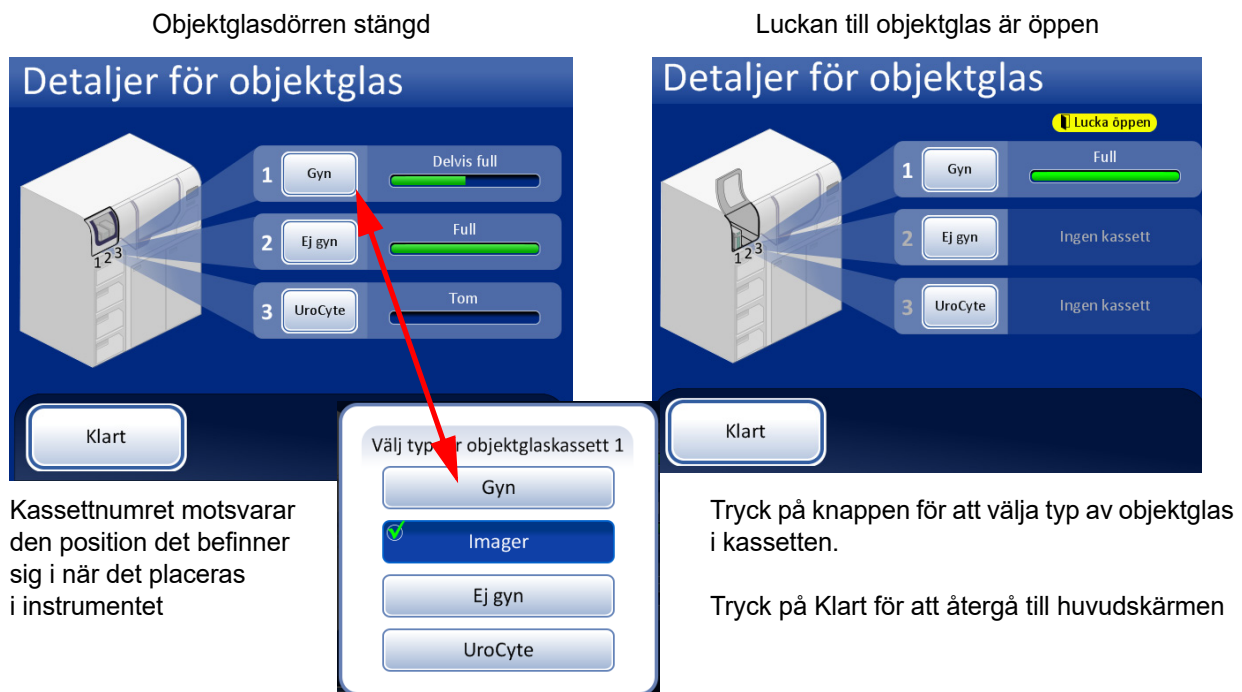 Objektglasdörren stängd
Detaljer för objektglas
1 Gyn Delvis full
2 Ej gyn Full
3 UroCyte Tom
1 2 3
Klart
Luckan till objektglas är öppen
Detaljer för objektglas
Lucka öppen
1 Gyn Full
2 Ej gyn Ingen kassett
3 UroCyte Ingen kassett
1 2 3
Klart
Välj typ objektglaskassett 1
Gyn
Imager
Ej gyn
UroCyte
Kassettnumret motsvarar
den position det befinner
sig i när det placeras
i instrumentet
Tryck på knappen för att välja typ av objektglas
i kassetten.
Tryck på Klart för att återgå till huvudskärmen